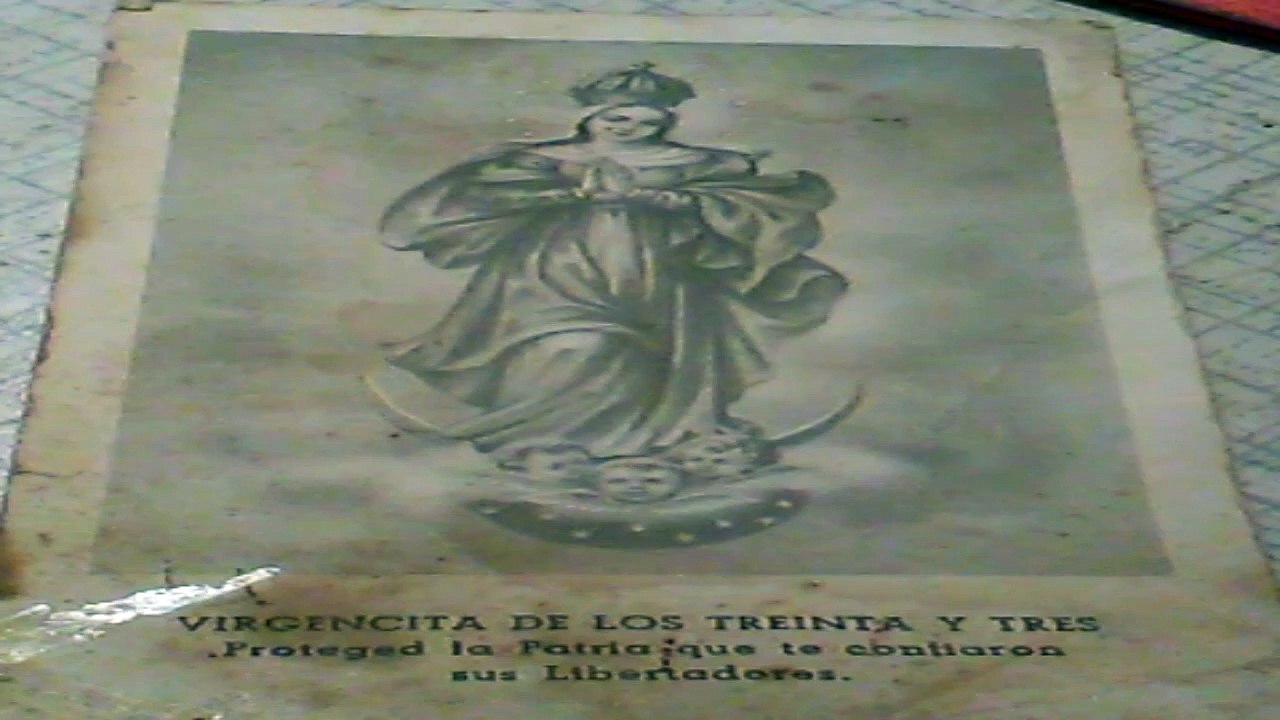 VIRGENCITA DE LOS TREINTA Y TRES
Proteged la Patria que te confiaron
sus Libertadores.